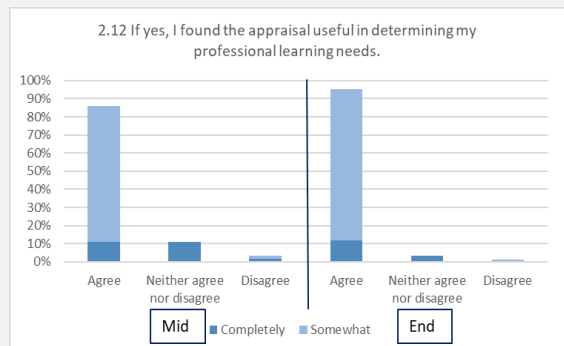 2.12 If yes, I found the appraisal useful in determining my
professional learning needs.
100%
90%
80%
70%
60%
50%
40%
30%
20%
10%
0%
Agree
Neither agree
nor disagree
Disagree
Agree
Neither agree
nor disagree
Disagree
Mid
Completely
Somewhat
End